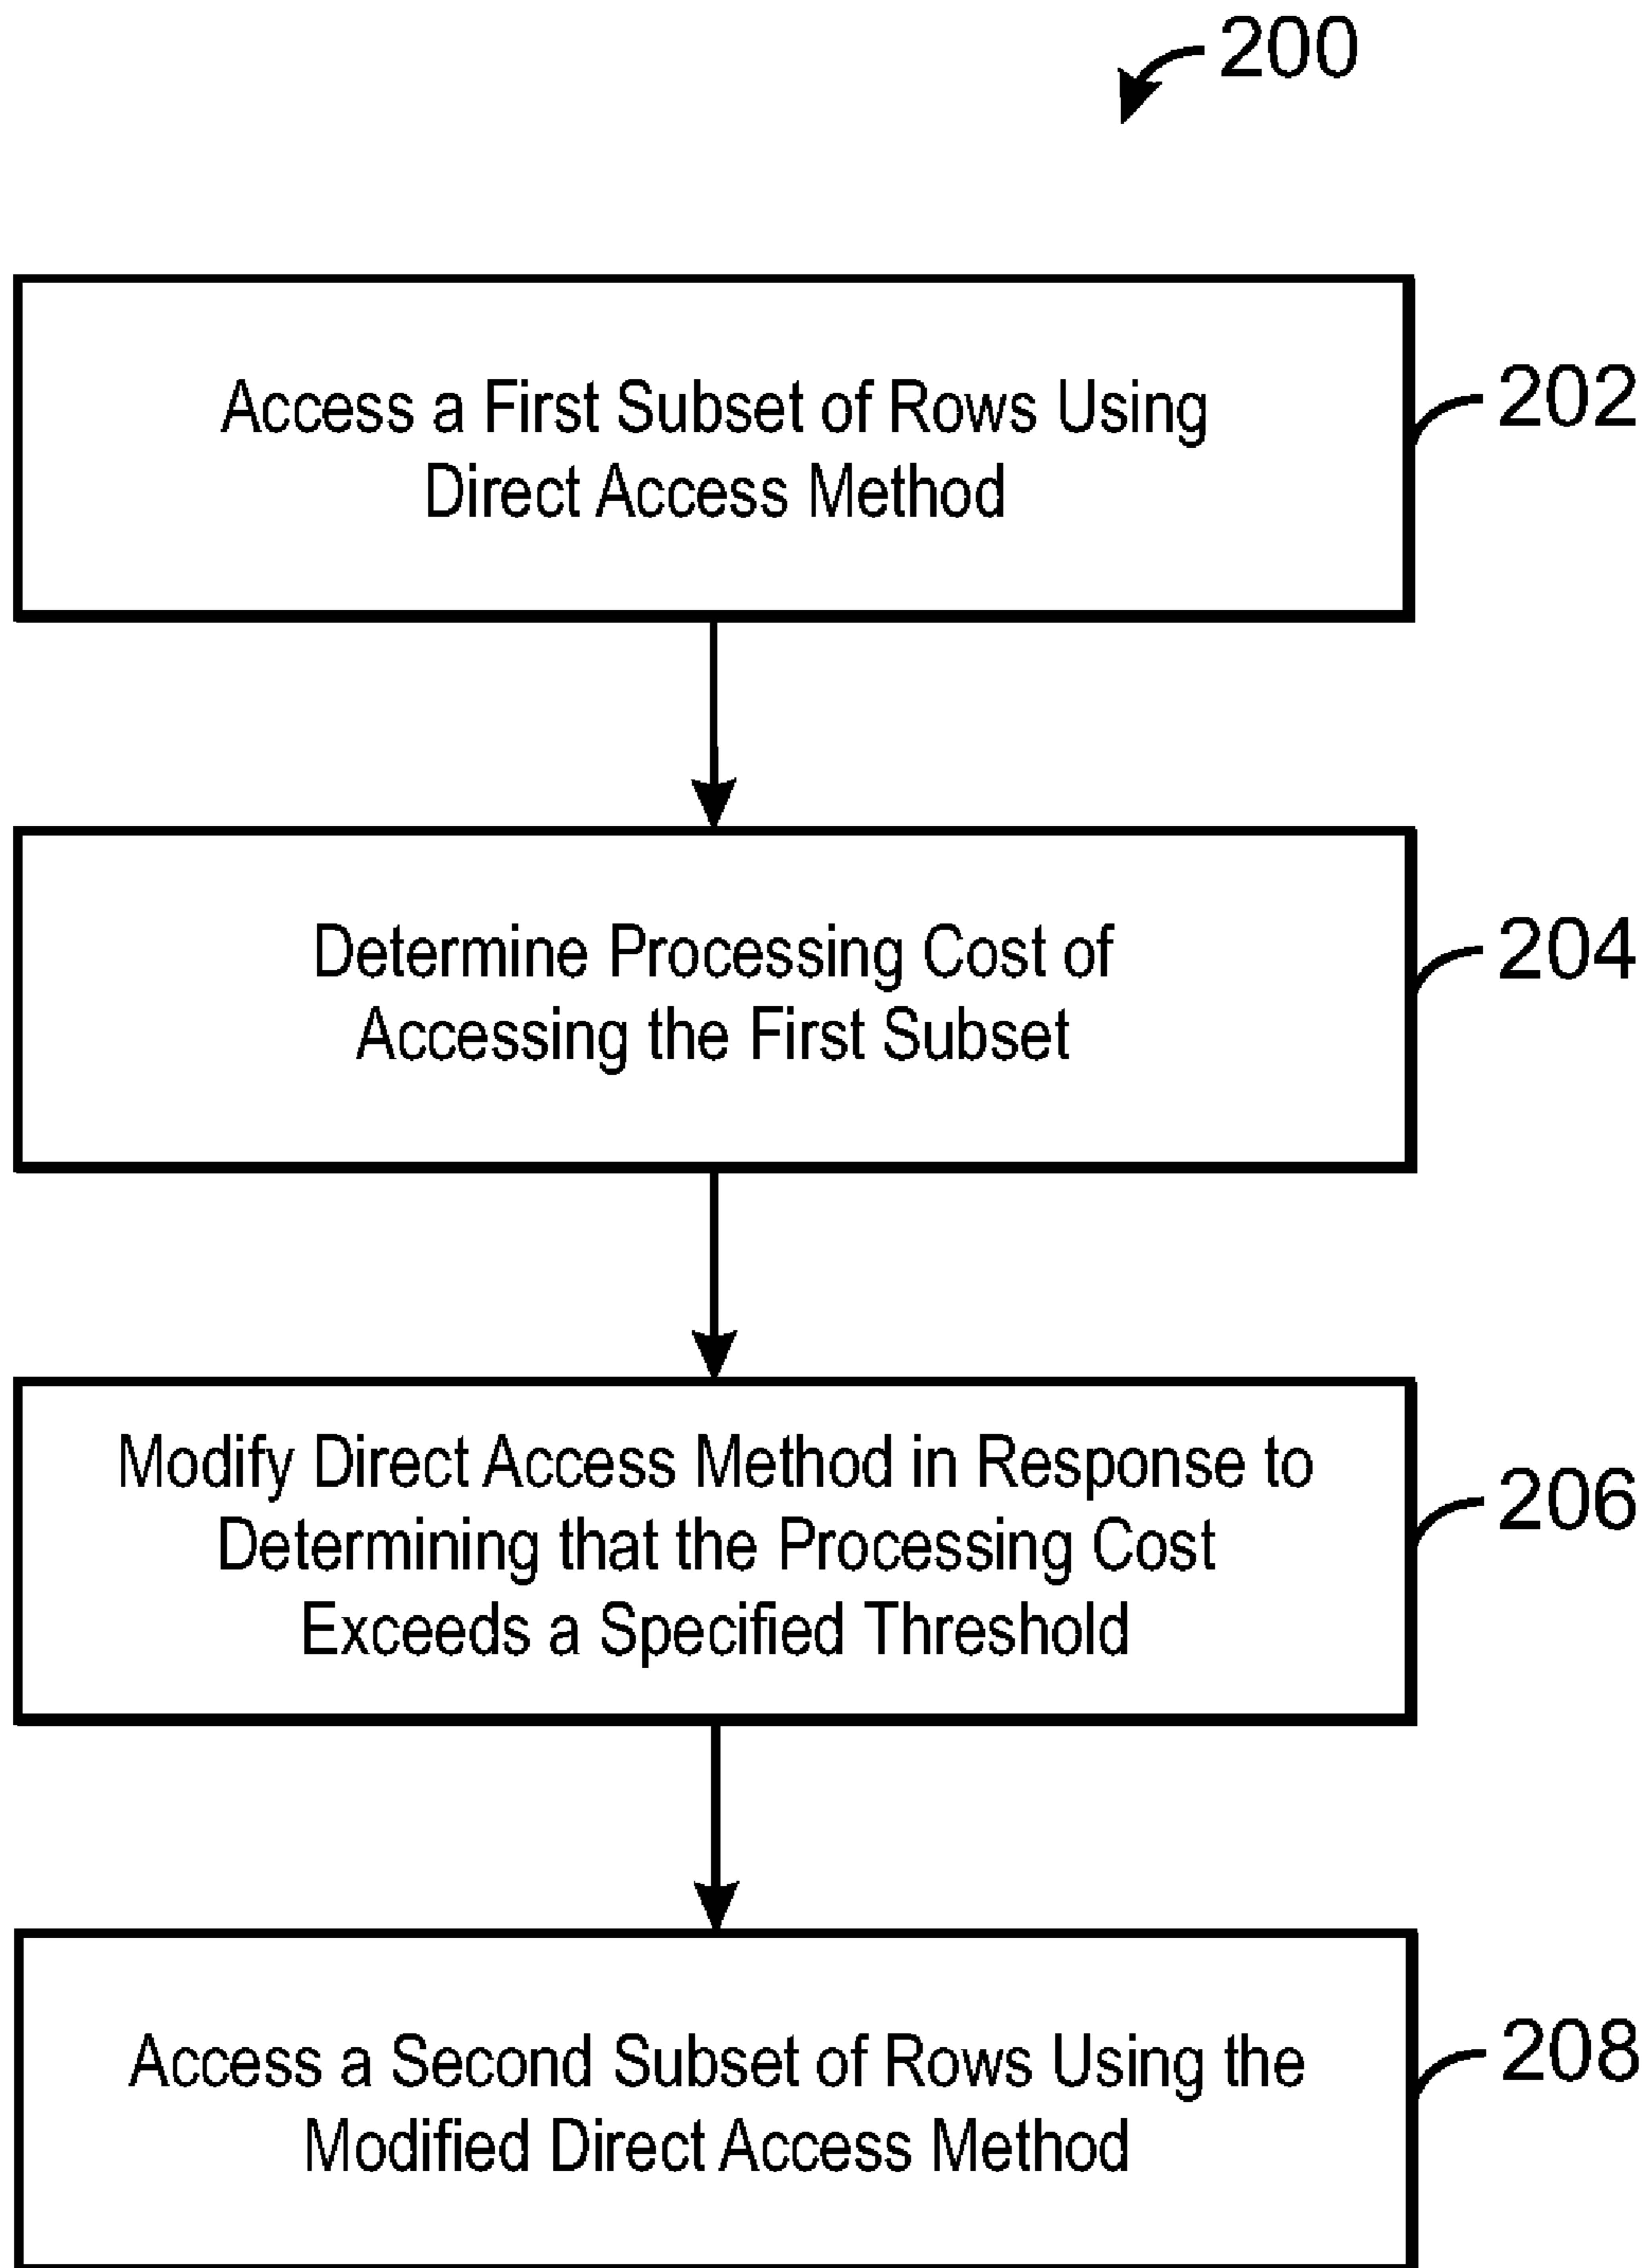 200
Access a First Subset of Rows Using
Direct Access Method
202
Determine Processing Cost of
Accessing the First Subset
204
Modify Direct Access Method in Response to
Determining that the Processing Cost
Exceeds a Specified Threshold
206
Access a Second Subset of Rows Using the
Modified Direct Access Method
208